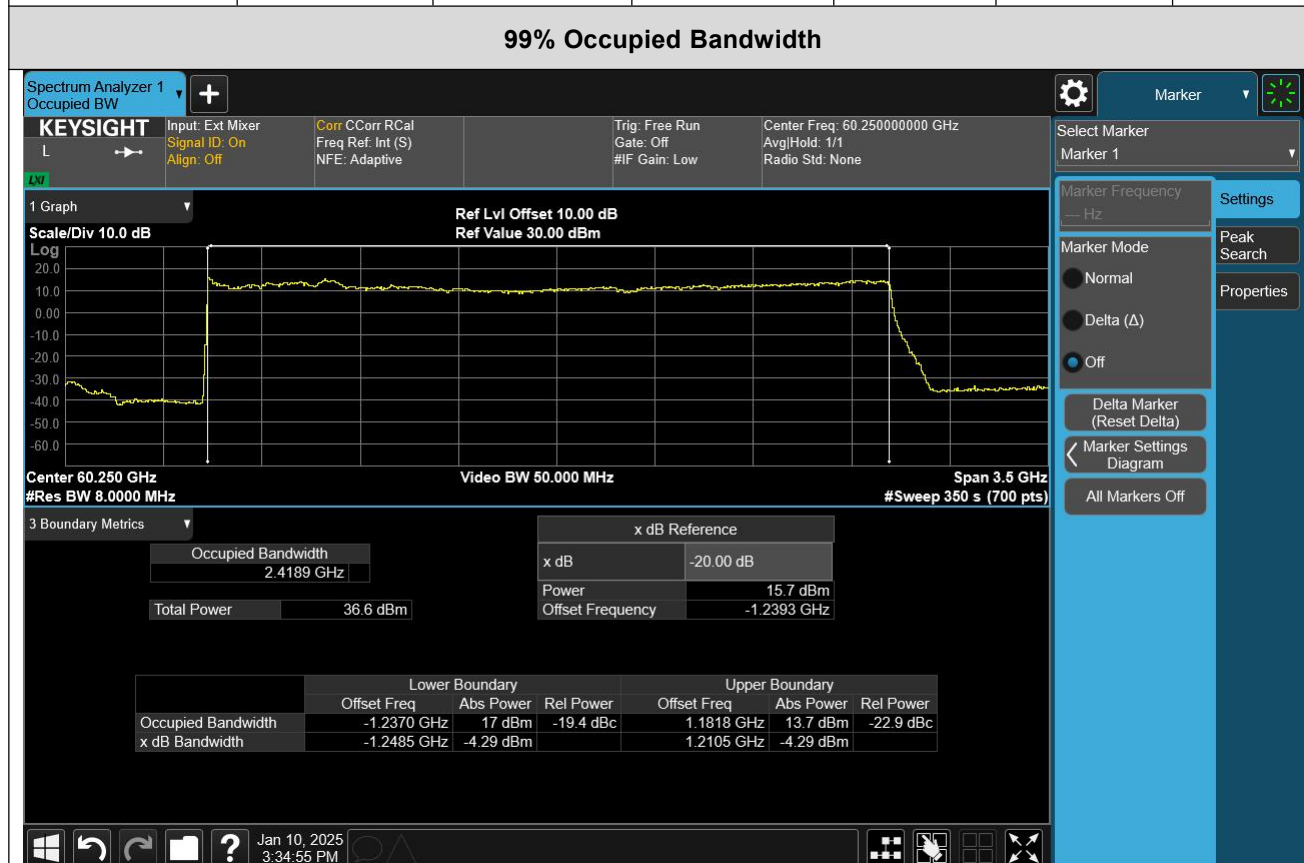 99% Occupied Bandwidth
Spectrum Analyzer 1
Occupied BW
Marker
KEYSIGHT
L
LXI
Input: Ext Mixer
Signal ID: On
Align: Off
Corr CCorr RCal
Freq Ref: Int (S)
NFE: Adaptive
Trig: Free Run
Gate: Off
#IF Gain: Low
Center Freq: 60.250000000 GHz
Avg|Hold: 1/1
Radio Std: None
Select Marker
Marker 1
Marker Frequency
--- Hz
Marker Mode
Normal
Delta (Δ)
Off
Delta Marker
(Reset Delta)
Marker Settings
Diagram
All Markers Off
Settings
Peak
Search
Properties
1 Graph
Scale/Div 10.0 dB
Ref Lvl Offset 10.00 dB
Ref Value 30.00 dBm
Log
20.0
10.0
0.00
-10.0
-20.0
-30.0
-40.0
-50.0
-60.0
Center 60.250 GHz
Video BW 50.000 MHz
Span 3.5 GHz
#Res BW 8.0000 MHz
#Sweep 350 s (700 pts)
3 Boundary Metrics
Occupied Bandwidth
2.4189 GHz
Total Power 36.6 dBm
x dB Reference
x dB -20.00 dB
Power 15.7 dBm
Offset Frequency -1.2393 GHz
Lower Boundary Upper Boundary
Offset Freq Abs Power Rel Power Offset Freq Abs Power Rel Power
Occupied Bandwidth -1.2370 GHz 17 dBm -19.4 dBc 1.1818 GHz 13.7 dBm -22.9 dBc
x dB Bandwidth -1.2485 GHz -4.29 dBm 1.2105 GHz -4.29 dBm
?
Jan 10, 2025
3:34:55 PM